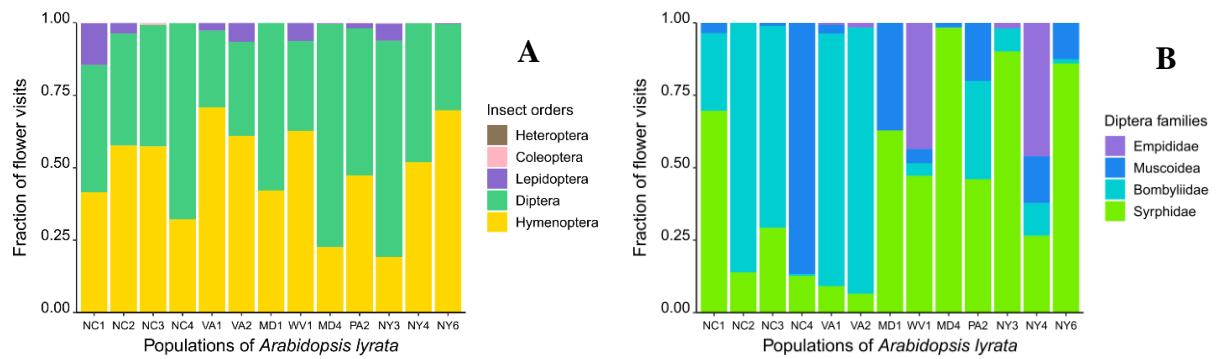 A
Fraction of flower visits
1.00
0.75
0.50
0.25
0.00
NC1 NC2 NC3 NC4 VA1 VA2 MD1 WV1 MD4 PA2 NY3 NY4 NY6
Populations of Arabidopsis lyrata
Insect orders
Heteroptera
Coleoptera
Lepidoptera
Diptera
Hymenoptera
B
Fraction of flower visits
1.00
0.75
0.50
0.25
0.00
NC1 NC2 NC3 NC4 VA1 VA2 MD1 WV1 MD4 PA2 NY3 NY4 NY6
Populations of Arabidopsis lyrata
Diptera families
Empididae
Muscoidea
Bombyliidae
Syrphidae